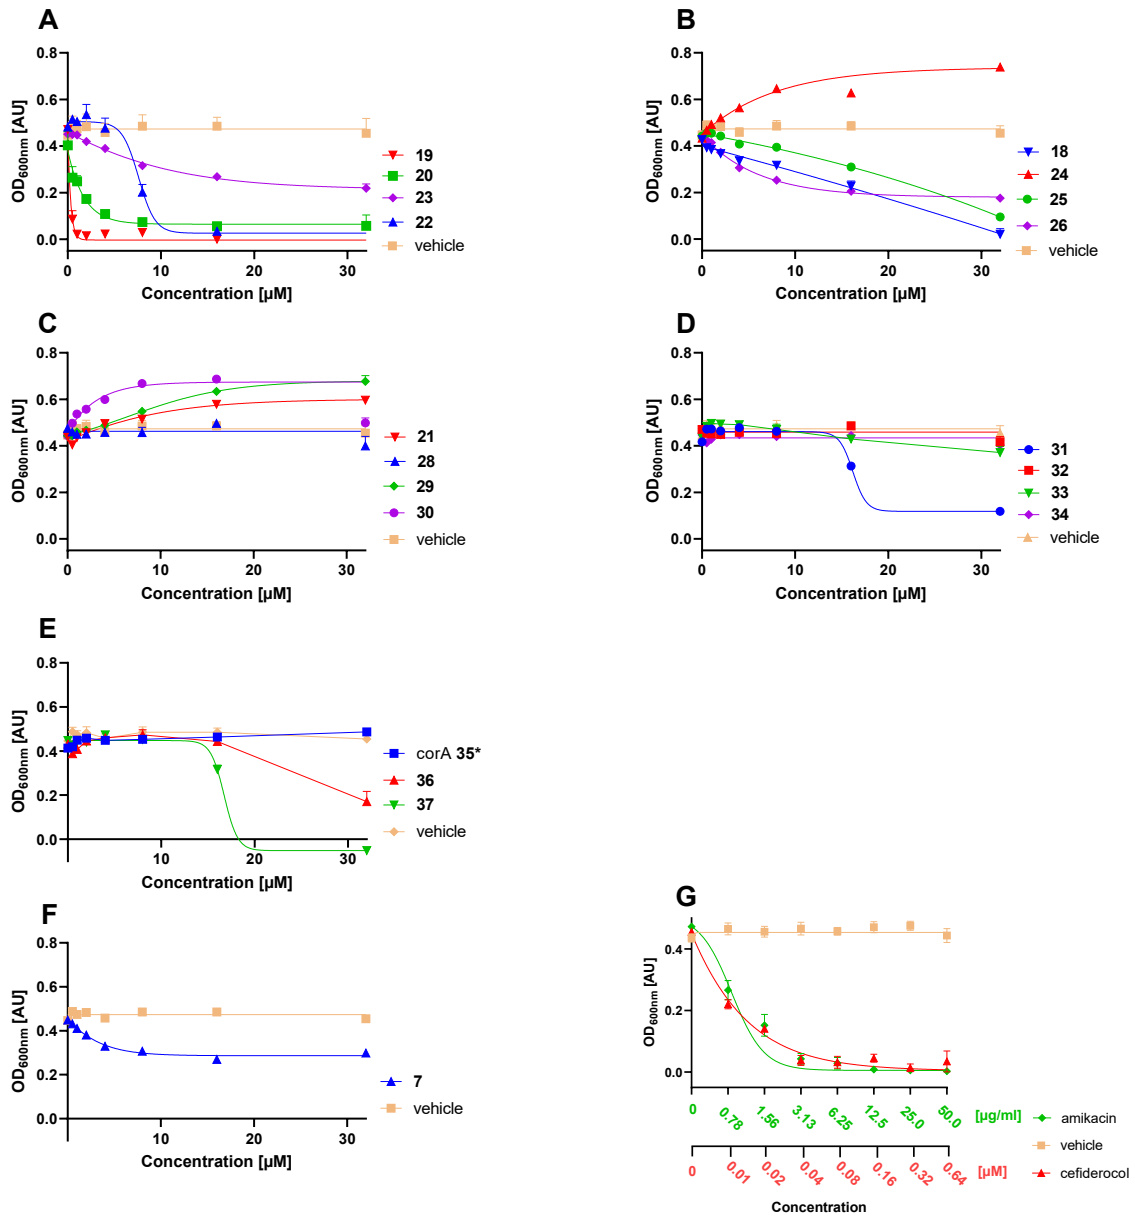 A
OD600nm [AU]
0.8
0.6
0.4
0.2
0.0
0 10 20 30
Concentration [µM]
19
20
23
22
vehicle
B
OD600nm [AU]
0.8
0.6
0.4
0.2
0.0
0 10 20 30
Concentration [µM]
18
24
25
26
vehicle
C
OD600nm [AU]
0.8
0.6
0.4
0.2
0.0
0 10 20 30
Concentration [µM]
21
28
29
30
vehicle
D
OD600nm [AU]
0.8
0.6
0.4
0.2
0.0
0 10 20 30
Concentration [µM]
31
32
33
34
vehicle
E
OD600nm [AU]
0.8
0.6
0.4
0.2
0.0
10 20 30
Concentration [µM]
corA 35*
36
37
vehicle
F
OD600nm [AU]
0.8
0.6
0.4
0.2
0.0
10 20 30
Concentration [µM]
7
vehicle
G
OD600nm [AU]
0.4
0.2
0.0
0 0.78 1.56 3.13 6.25 12.5 25.0 50.0 [µg/ml]
0 0.01 0.02 0.04 0.08 0.16 0.32 0.64 [µM]
Concentration
amikacin
vehicle
cefiderocol